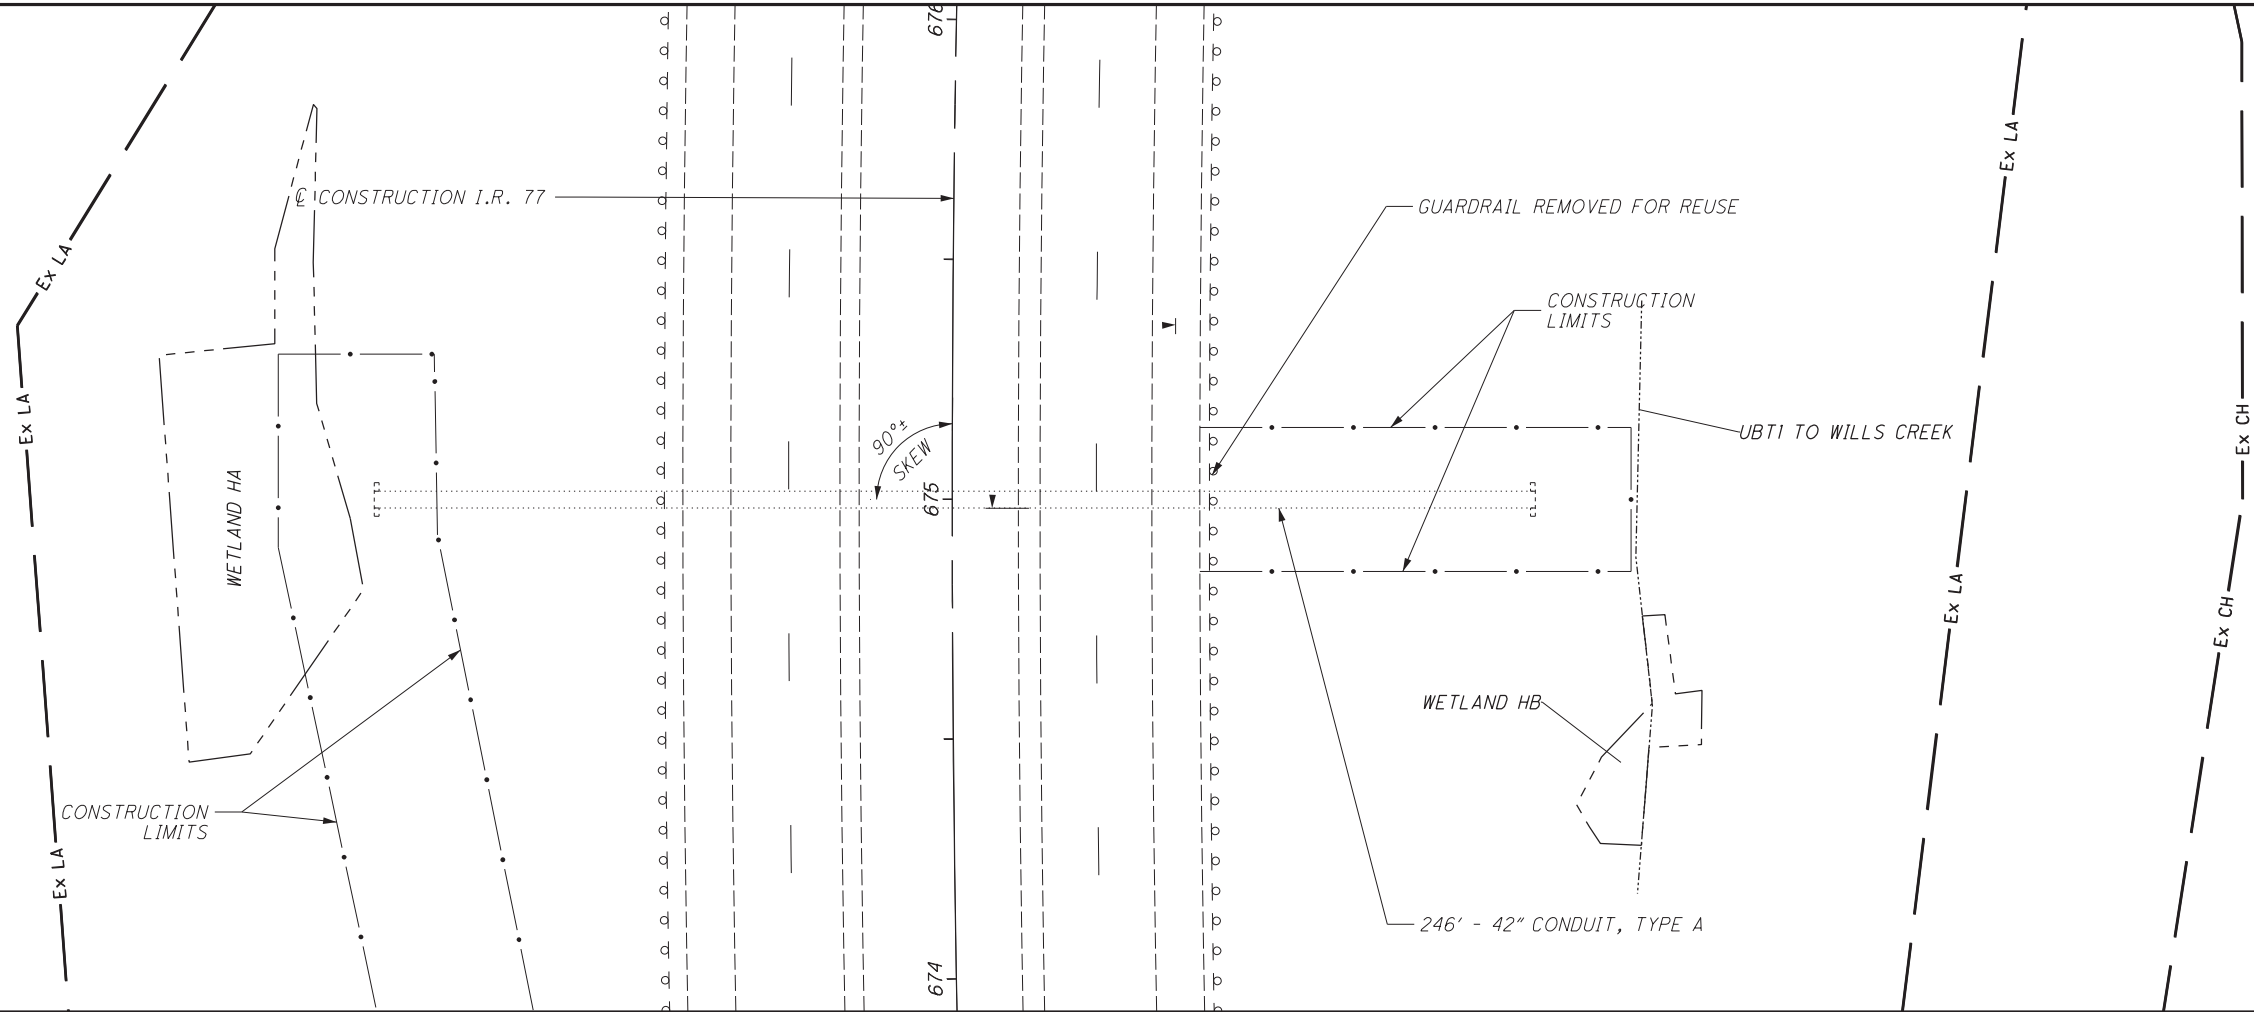 676
Ex LA
℄ CONSTRUCTION I.R. 77
GUARDRAIL REMOVED FOR REUSE
Ex LA
CONSTRUCTION
LIMITS
Ex LA
90°±
SKEW
UBT1 TO WILLS CREEK
Ex CH
WETLAND HA
675
Ex LA
Ex CH
WETLAND HB
CONSTRUCTION
LIMITS
Ex LA
246' - 42" CONDUIT, TYPE A
674